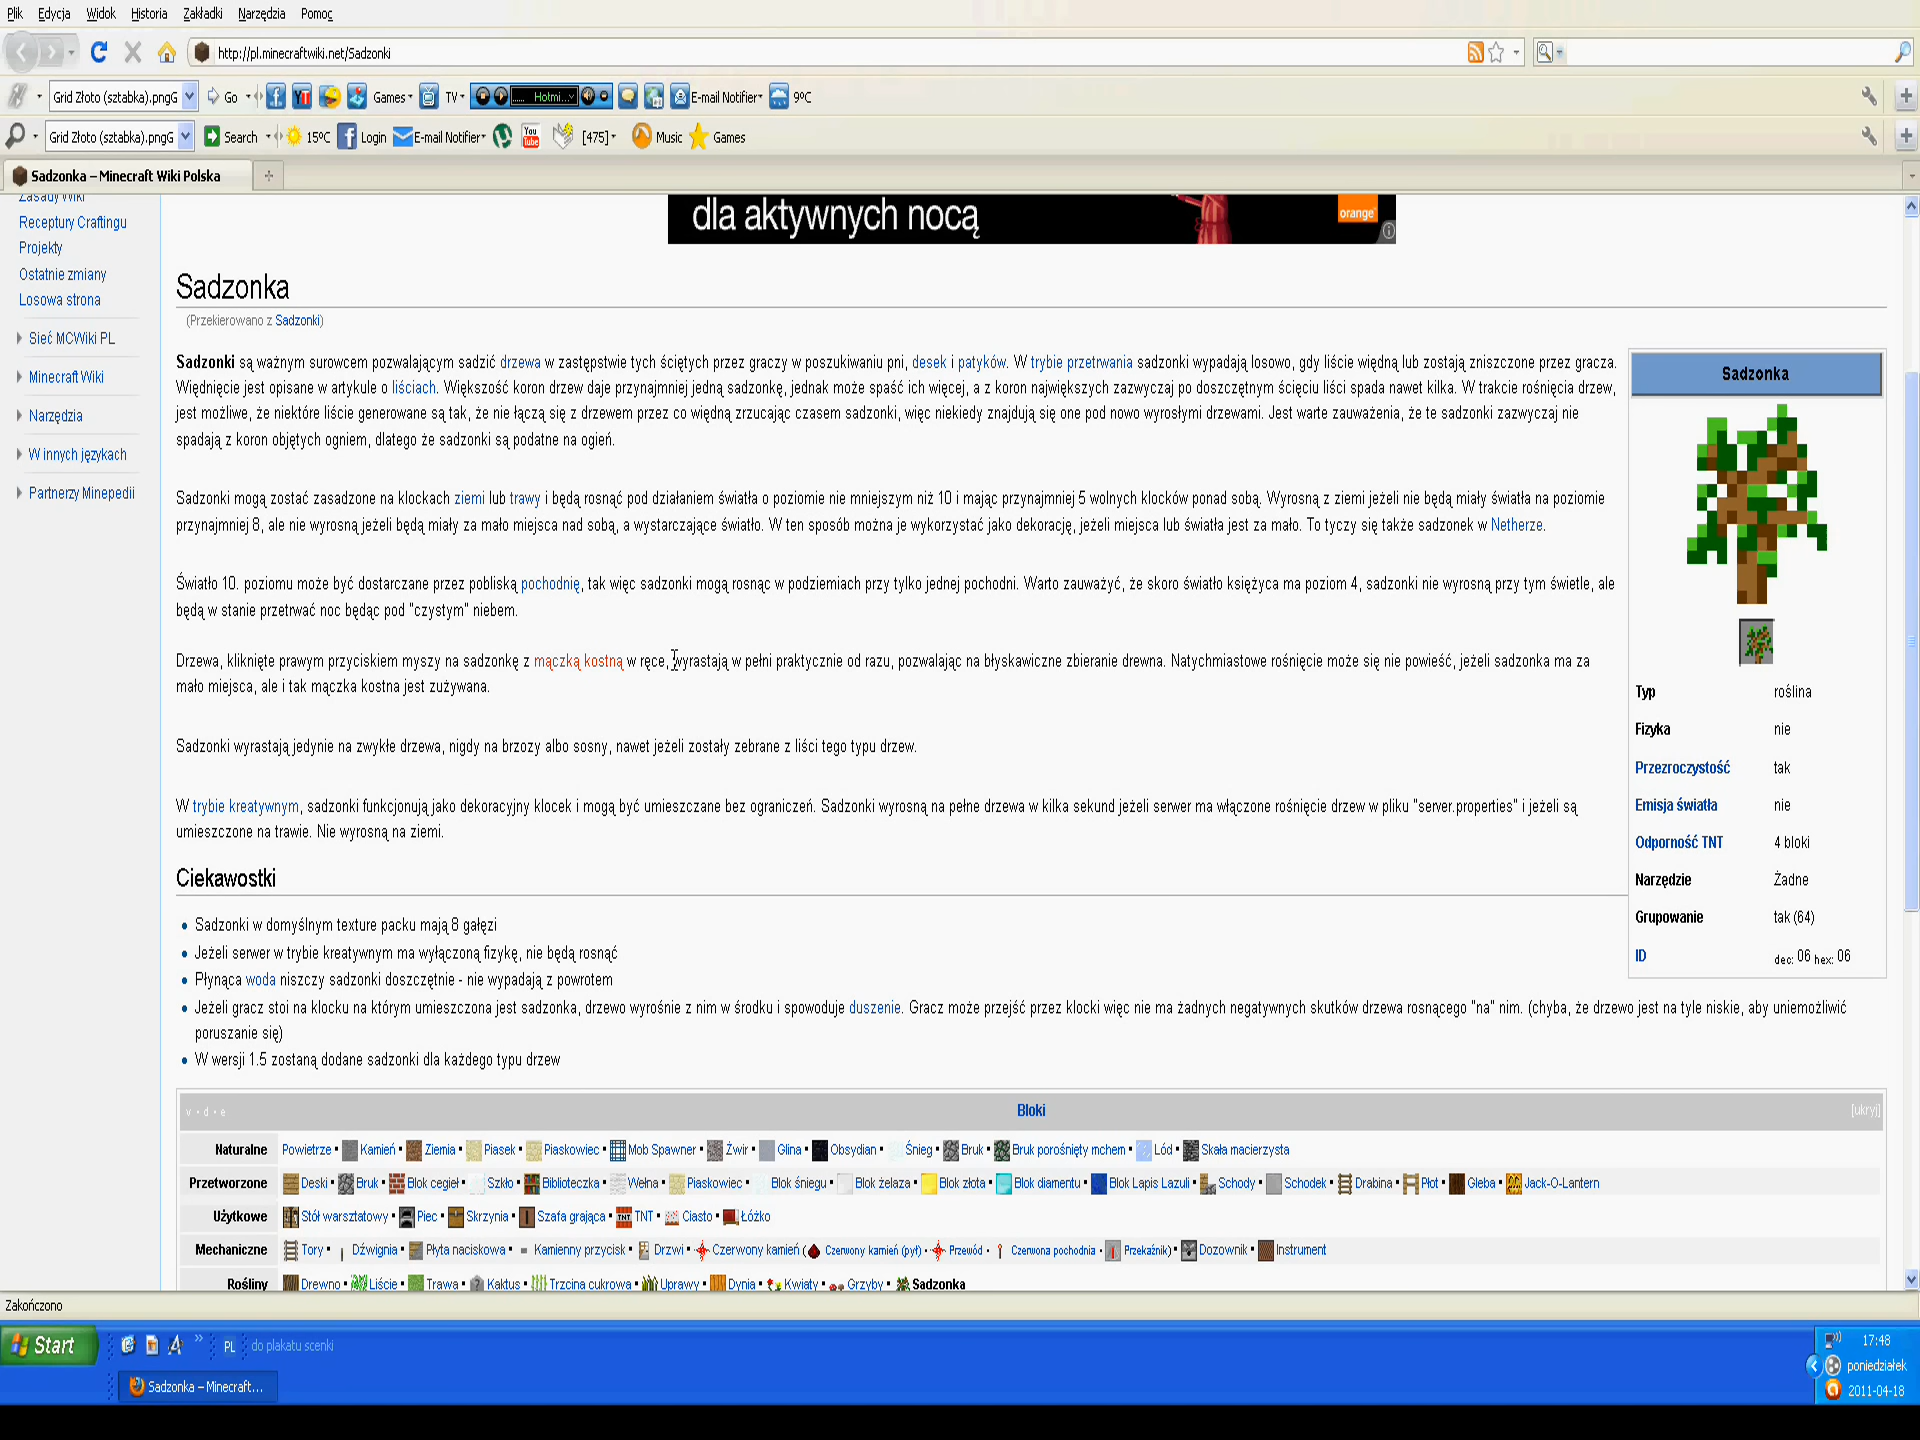 Plik Edycja Widok Historia Zakładki Narzędzia Pomoc
http://pl.minecraftwiki.net/Sadzonki
Grid Złoto (sztabka).pngG Go Games TV Hotmi... E-mail Notifier 9ºC
Grid Złoto (sztabka).pngG Search 15ºC Login E-mail Notifier You Tube [475] Music Games
Sadzonka – Minecraft Wiki Polska
Zasady Wiki
Receptury Craftingu
Projekty
Ostatnie zmiany
Losowa strona
Sieć MCWiki PL
Minecraft Wiki
Narzędzia
W innych językach
Partnerzy Minepedii
dla aktywnych nocą
orange
Sadzonka
(Przekierowano z Sadzonki)
Sadzonki są ważnym surowcem pozwalającym sadzić drzewa w zastępstwie tych ściętych przez graczy w poszukiwaniu pni, desek i patyków. W trybie przetrwania sadzonki wypadają losowo, gdy liście więdną lub zostają zniszczone przez gracza.
Więdnięcie jest opisane w artykule o liściach. Większość koron drzew daje przynajmniej jedną sadzonkę, jednak może spaść ich więcej, a z koron największych zazwyczaj po doszczętnym ścięciu liści spada nawet kilka. W trakcie rośnięcia drzew,
jest możliwe, że niektóre liście generowane są tak, że nie łączą się z drzewem przez co więdną zrzucając czasem sadzonki, więc niekiedy znajdują się one pod nowo wyrosłymi drzewami. Jest warte zauważenia, że te sadzonki zazwyczaj nie
spadają z koron objętych ogniem, dlatego że sadzonki są podatne na ogień.
Sadzonki mogą zostać zasadzone na klockach ziemi lub trawy i będą rosnąć pod działaniem światła o poziomie nie mniejszym niż 10 i mając przynajmniej 5 wolnych klocków ponad sobą. Wyrosną z ziemi jeżeli nie będą miały światła na poziomie
przynajmniej 8, ale nie wyrosną jeżeli będą miały za mało miejsca nad sobą, a wystarczające światło. W ten sposób można je wykorzystać jako dekorację, jeżeli miejsca lub światła jest za mało. To tyczy się także sadzonek w Netherze.
Światło 10. poziomu może być dostarczane przez pobliską pochodnię, tak więc sadzonki mogą rosnąc w podziemiach przy tylko jednej pochodni. Warto zauważyć, że skoro światło księżyca ma poziom 4, sadzonki nie wyrosną przy tym świetle, ale
będą w stanie przetrwać noc będąc pod "czystym" niebem.
Drzewa, kliknięte prawym przyciskiem myszy na sadzonkę z mączką kostną w ręce, wyrastają w pełni praktycznie od razu, pozwalając na błyskawiczne zbieranie drewna. Natychmiastowe rośnięcie może się nie powieść, jeżeli sadzonka ma za
mało miejsca, ale i tak mączka kostna jest zużywana.
Sadzonki wyrastają jedynie na zwykłe drzewa, nigdy na brzozy albo sosny, nawet jeżeli zostały zebrane z liści tego typu drzew.
W trybie kreatywnym, sadzonki funkcjonują jako dekoracyjny klocek i mogą być umieszczane bez ograniczeń. Sadzonki wyrosną na pełne drzewa w kilka sekund jeżeli serwer ma włączone rośnięcie drzew w pliku "server.properties" i jeżeli są
umieszczone na trawie. Nie wyrosną na ziemi.
Sadzonka
Typ roślina
Fizyka nie
Przezroczystość tak
Emisja światła nie
Odporność TNT 4 bloki
Narzędzie Żadne
Grupowanie tak (64)
ID dec: 06 hex: 06
Ciekawostki
Sadzonki w domyślnym texture packu mają 8 gałęzi
Jeżeli serwer w trybie kreatywnym ma wyłączoną fizykę, nie będą rosnąć
Płynąca woda niszczy sadzonki doszczętnie - nie wypadają z powrotem
Jeżeli gracz stoi na klocku na którym umieszczona jest sadzonka, drzewo wyrośnie z nim w środku i spowoduje duszenie. Gracz może przejść przez klocki więc nie ma żadnych negatywnych skutków drzewa rosnącego "na" nim. (chyba, że drzewo jest na tyle niskie, aby uniemożliwić
poruszanie się)
W wersji 1.5 zostaną dodane sadzonki dla każdego typu drzew
v · d · e Bloki [ukryj]
Naturalne Powietrze • Kamień • Ziemia • Piasek • Piaskowiec • Mob Spawner • Żwir • Glina • Obsydian • Śnieg • Bruk • Bruk porośnięty mchem • Lód • Skała macierzysta
Przetworzone Deski • Bruk • Blok cegieł • Szkło • Biblioteczka • Wełna • Piaskowiec • Blok śniegu • Blok żelaza • Blok złota • Blok diamentu • Blok Lapis Lazuli • Schody • Schodek • Drabina • Płot • Gleba • Jack-O-Lantern
Użytkowe Stół warsztatowy • Piec • Skrzynia • Szafa grająca • TNT • Ciasto • Łóżko
Mechaniczne Tory • Dźwignia • Płyta naciskowa • Kamienny przycisk • Drzwi • Czerwony kamień ( Czerwony kamień (pył) • Przewód • Czerwona pochodnia • Przekaźnik) • Dozownik • Instrument
Rośliny Drewno • Liście • Trawa • Kaktus • Trzcina cukrowa • Uprawy • Dynia • Kwiaty • Grzyby • Sadzonka
Zakończono
Start PL do plakatu scenki 17:48
poniedziałek
Sadzonka – Minecraft... 2011-04-18